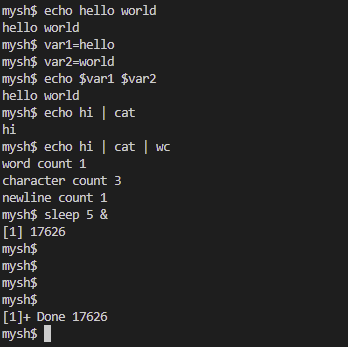 mysh$ echo hello world
hello world
mysh$ var1=hello
mysh$ var2=world
mysh$ echo $var1 $var2
hello world
mysh$ echo hi | cat
hi
mysh$ echo hi | cat | wc
word count 1
character count 3
newline count 1
mysh$ sleep 5 &
[1] 17626
mysh$
mysh$
mysh$
mysh$
[1]+ Done 17626
mysh$